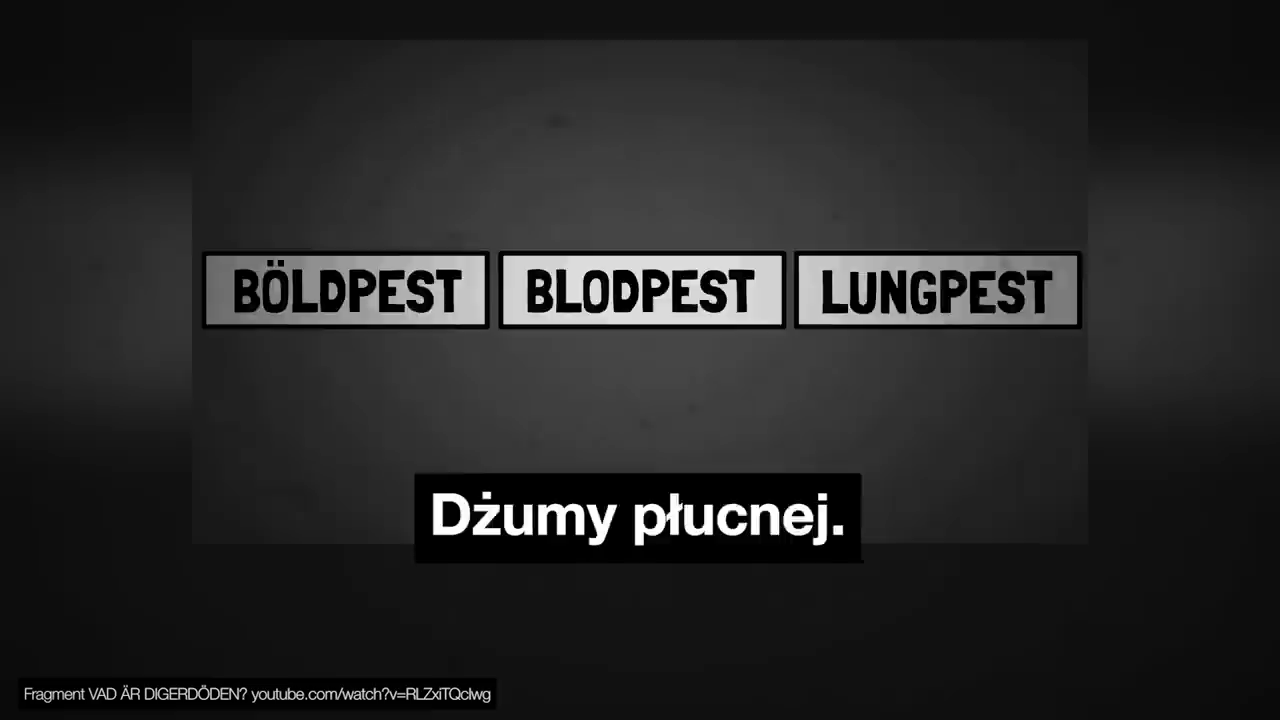 BÖLDPEST BLODPEST LUNGPEST
Dżumy płucnej.
Fragment VAD ÄR DIGERDÖDEN? youtube.com/watch?v=RLZxiTQclwg